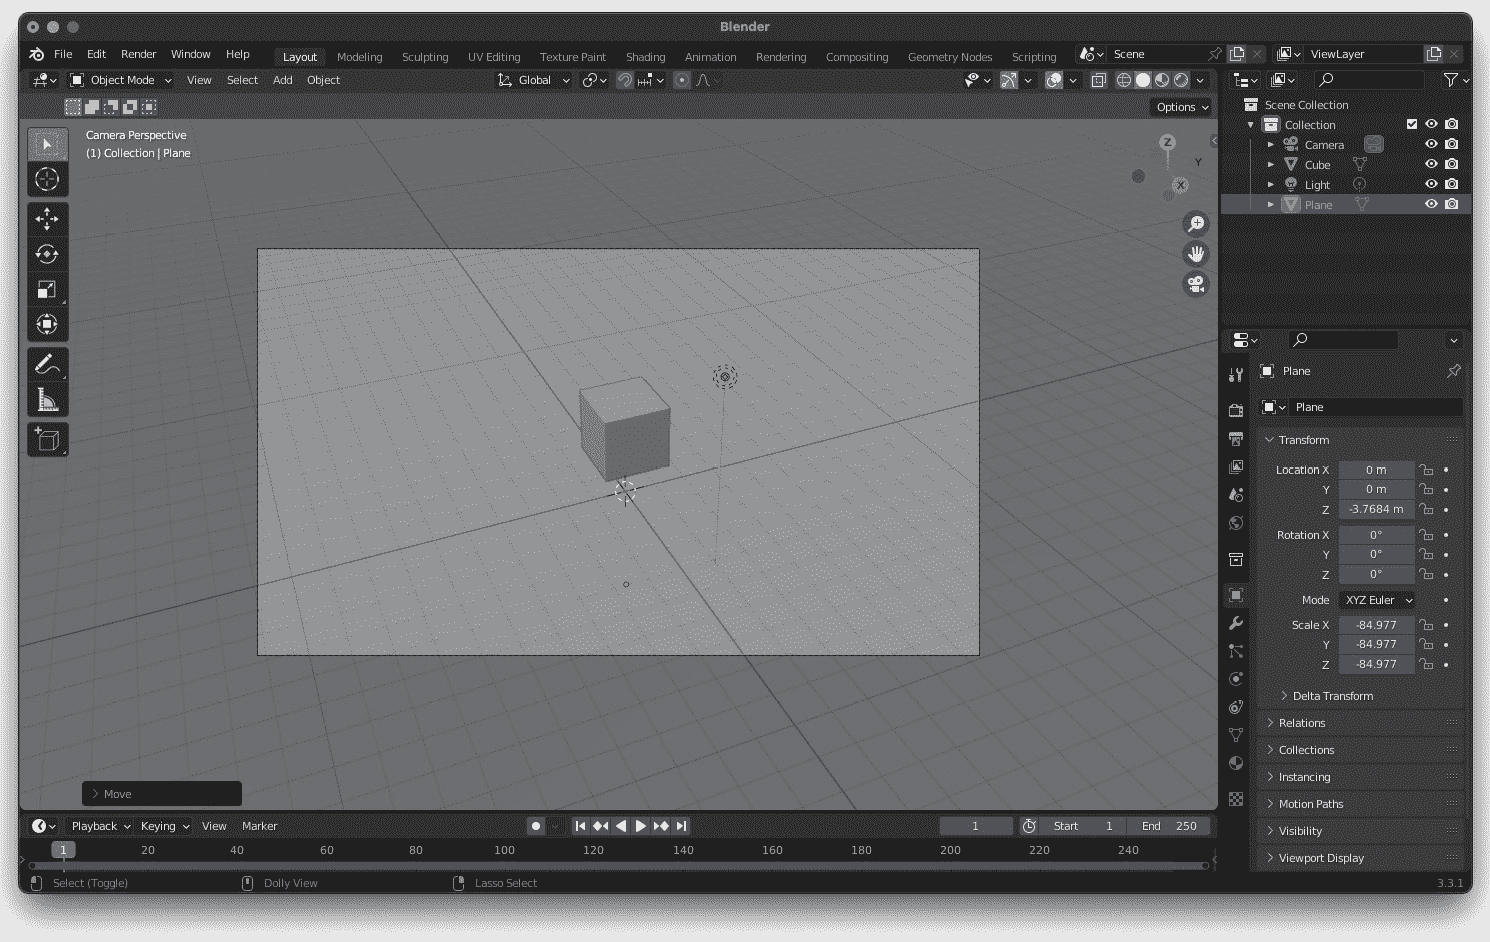 Blender
File Edit Render Window Help Layout Modeling Sculpting UV Editing Texture Paint Shading Animation Rendering Compositing Geometry Nodes Scripting Scene ViewLayer
Object Mode View Select Add Object Global
Options
Camera Perspective
(1) Collection | Plane
Z
Y
X
Move
Scene Collection
Collection
Camera
Cube
Light
Plane
Plane
Plane
Transform
Location X 0 m
Y 0 m
Z -3.7684 m
Rotation X 0°
Y 0°
Z 0°
Mode XYZ Euler
Scale X -84.977
Y -84.977
Z -84.977
Delta Transform
Relations
Collections
Instancing
Motion Paths
Visibility
Viewport Display
Playback Keying View Marker 1 Start 1 End 250
1 20 40 60 80 100 120 140 160 180 200 220 240
Select (Toggle) Dolly View Lasso Select 3.3.1